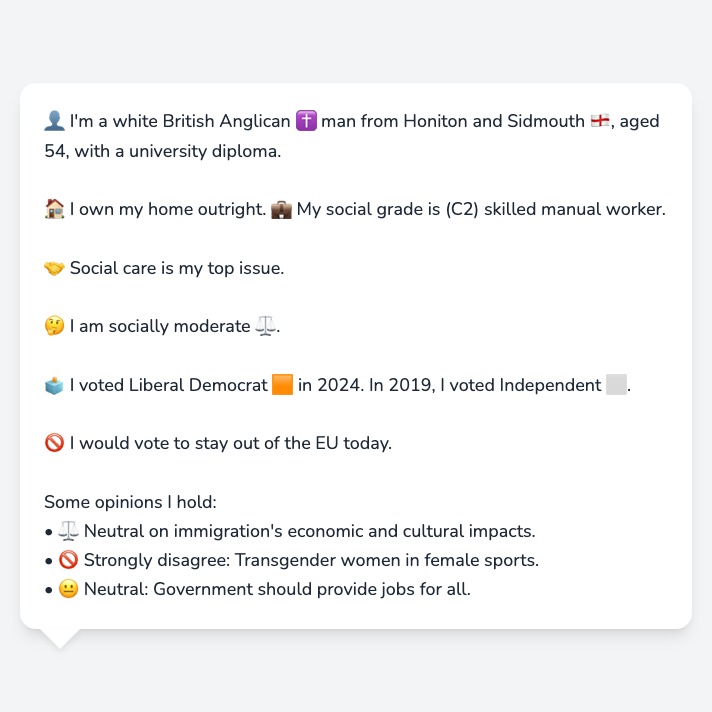 👤 I'm a white British Anglican ✝️ man from Honiton and Sidmouth 🏴󠁧󠁢󠁥󠁮󠁧󠁿, aged
54, with a university diploma.
🏠 I own my home outright. 💼 My social grade is (C2) skilled manual worker.
🤝 Social care is my top issue.
🤔 I am socially moderate ⚖️.
🗳️ I voted Liberal Democrat 🟧 in 2024. In 2019, I voted Independent ⬜.
🚫 I would vote to stay out of the EU today.
Some opinions I hold:
• ⚖️ Neutral on immigration's economic and cultural impacts.
• 🚫 Strongly disagree: Transgender women in female sports.
• 😐 Neutral: Government should provide jobs for all.